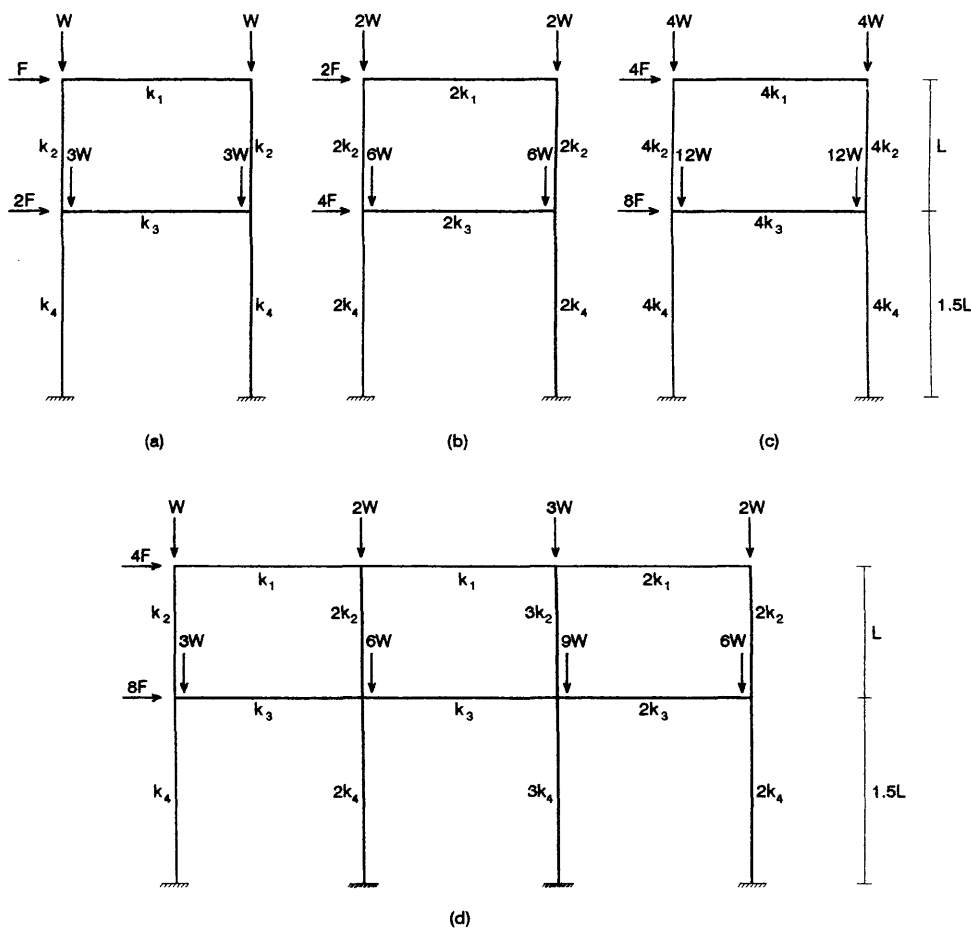 W W 2W 2W 4W 4W
F 2F 4F
k₁ 2k₁ 4k₁
k₂ 3W 3W k₂ 2k₂ 6W 6W 2k₂ 4k₂ 12W 12W 4k₂ L
2F 4F 8F
k₃ 2k₃ 4k₃
k₄ k₄ 2k₄ 2k₄ 4k₄ 4k₄ 1.5L
(a) (b) (c)
W 2W 3W 2W
4F
k₁ k₁ 2k₁
k₂ 2k₂ 3k₂ 2k₂ L
3W 6W 9W 6W
8F
k₃ k₃ 2k₃
k₄ 2k₄ 3k₄ 2k₄ 1.5L
(d)